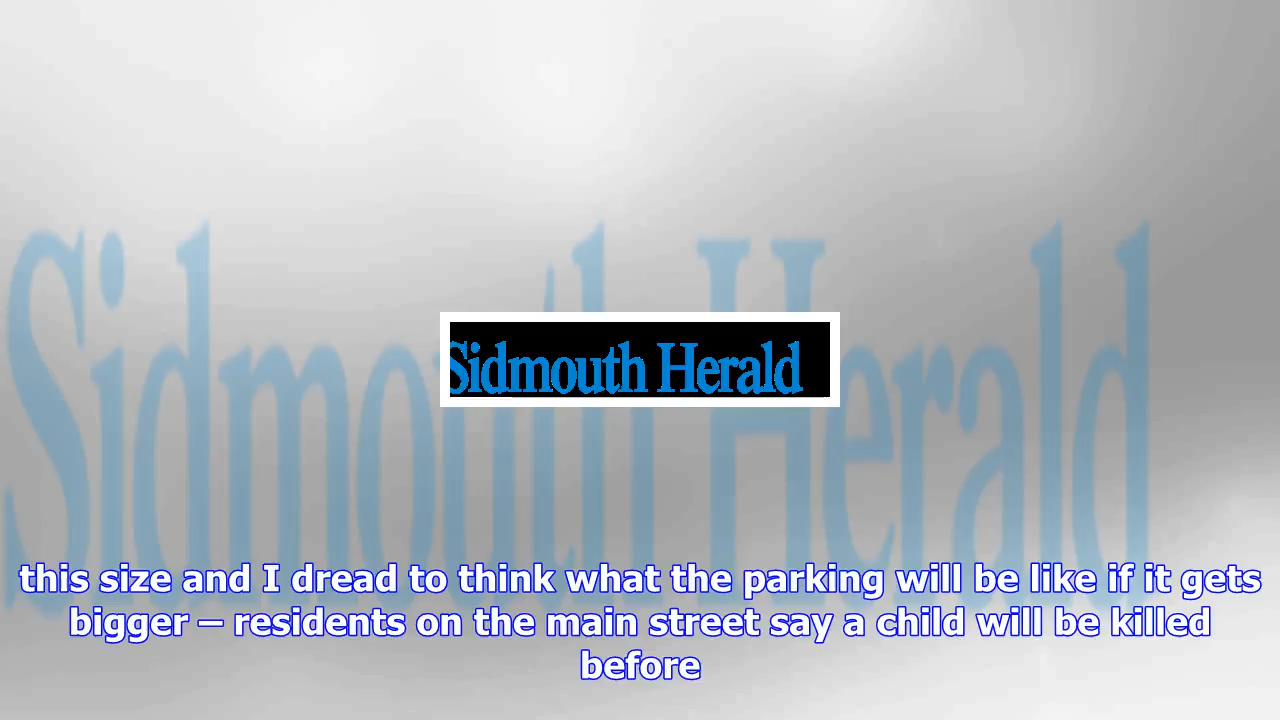 Sidmouth Herald
Sidmouth Herald
this size and I dread to think what the parking will be like if it gets
bigger – residents on the main street say a child will be killed
before